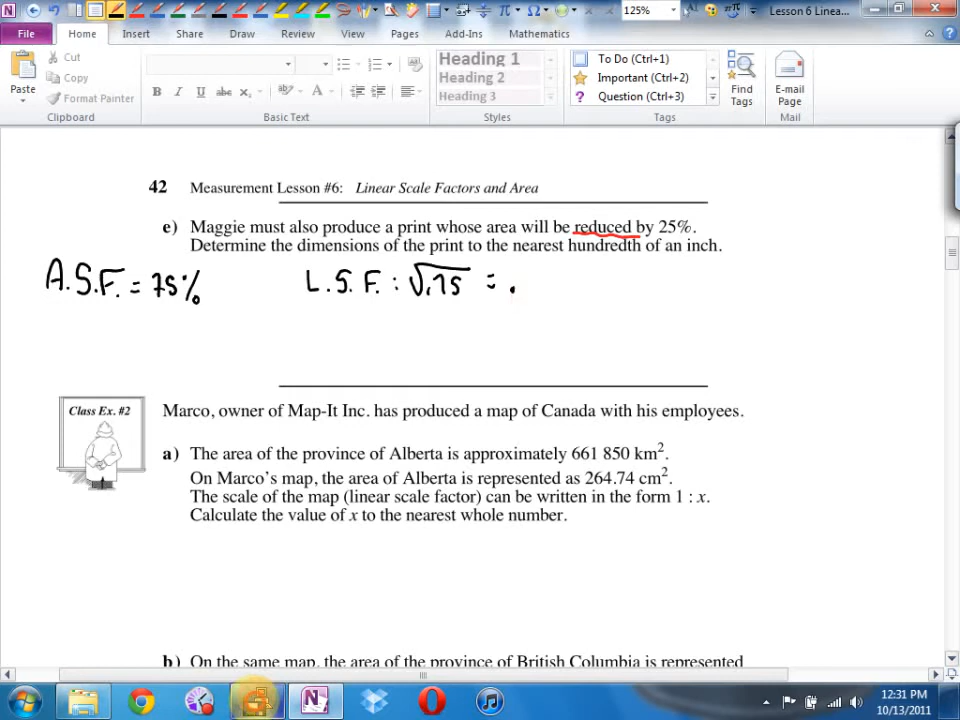 125%
Lesson 6 Linea...
File Home Insert Share Draw Review View Pages Add-Ins Mathematics
Paste
Cut
Copy
Format Painter
Clipboard
B I U abc x₂ aby A
Basic Text
Heading 1
Heading 2
Heading 3
Styles
To Do (Ctrl+1)
Important (Ctrl+2)
? Question (Ctrl+3)
Tags
Find
Tags
E-mail
Page
Mail
42 Measurement Lesson #6: Linear Scale Factors and Area
e) Maggie must also produce a print whose area will be reduced by 25%.
Determine the dimensions of the print to the nearest hundredth of an inch.
A.S.F. = 75% L.S.F. : √.75 = .
Class Ex. #2
Marco, owner of Map-It Inc. has produced a map of Canada with his employees.
a) The area of the province of Alberta is approximately 661 850 km².
On Marco's map, the area of Alberta is represented as 264.74 cm².
The scale of the map (linear scale factor) can be written in the form 1 : x.
Calculate the value of x to the nearest whole number.
b) On the same map, the area of the province of British Columbia is represented
12:31 PM
10/13/2011